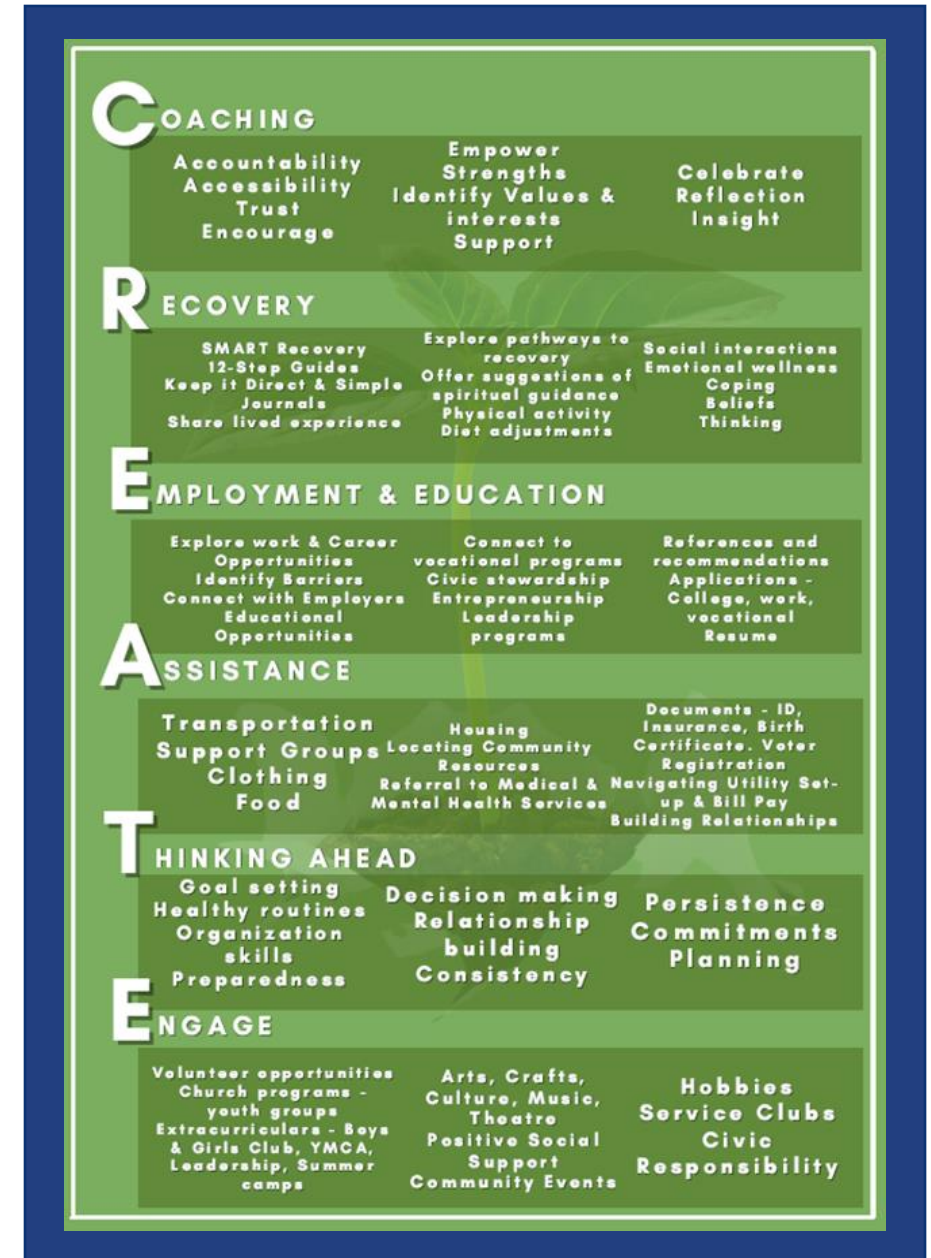 COACHING
Accountability
Accessibility
Trust
Encourage
Empower
Strengths
Identify Values &
interests
Support
Celebrate
Reflection
Insight
RECOVERY
SMART Recovery
12-Step Guides
Keep it Direct & Simple
Journals
Share lived experience
Explore pathways to
recovery
Offer suggestions of
spiritual guidance
Physical activity
Diet adjustments
Social interactions
Emotional wellness
Coping
Beliefs
Thinking
EMPLOYMENT & EDUCATION
Explore work & Career
Opportunities
Identify Barriers
Connect with Employers
Educational
Opportunities
Connect to
vocational programs
Civic stewardship
Entrepreneurship
Leadership
programs
References and
recommendations
Applications -
College, work,
vocational
Resume
ASSISTANCE
Transportation
Support Groups
Clothing
Food
Housing
Locating Community
Resources
Referral to Medical &
Mental Health Services
Documents - ID,
Insurance, Birth
Certificate. Voter
Registration
Navigating Utility Set-
up & Bill Pay
Building Relationships
THINKING AHEAD
Goal setting
Healthy routines
Organization
skills
Preparedness
Decision making
Relationship
building
Consistency
Persistence
Commitments
Planning
ENGAGE
Volunteer opportunities
Church programs -
youth groups
Extracurriculars - Boys
& Girls Club, YMCA,
Leadership, Summer
camps
Arts, Crafts,
Culture, Music,
Theatre
Positive Social
Support
Community Events
Hobbies
Service Clubs
Civic
Responsibility